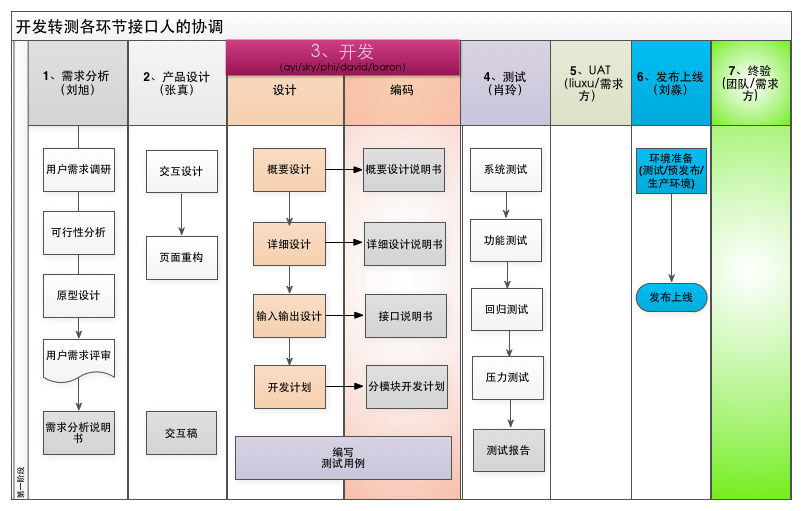 开发转测各环节接口人的协调
1、需求分析
(刘旭)
2、产品设计
(张真)
3、开发
(ayi/sky/phi/david/baron)
设计
编码
4、测试
(肖玲)
5、UAT
(liuxu/需求
方)
6、发布上线
(刘淼)
7、终验
(团队/需求
方)
用户需求调研
可行性分析
原型设计
用户需求评审
需求分析说明
书
交互设计
页面重构
交互稿
概要设计
详细设计
输入输出设计
开发计划
概要设计说明书
详细设计说明书
接口说明书
分模块开发计划
编写
测试用例
系统测试
功能测试
回归测试
压力测试
测试报告
环境准备
(测试/预发布/
生产环境)
发布上线
第一阶段